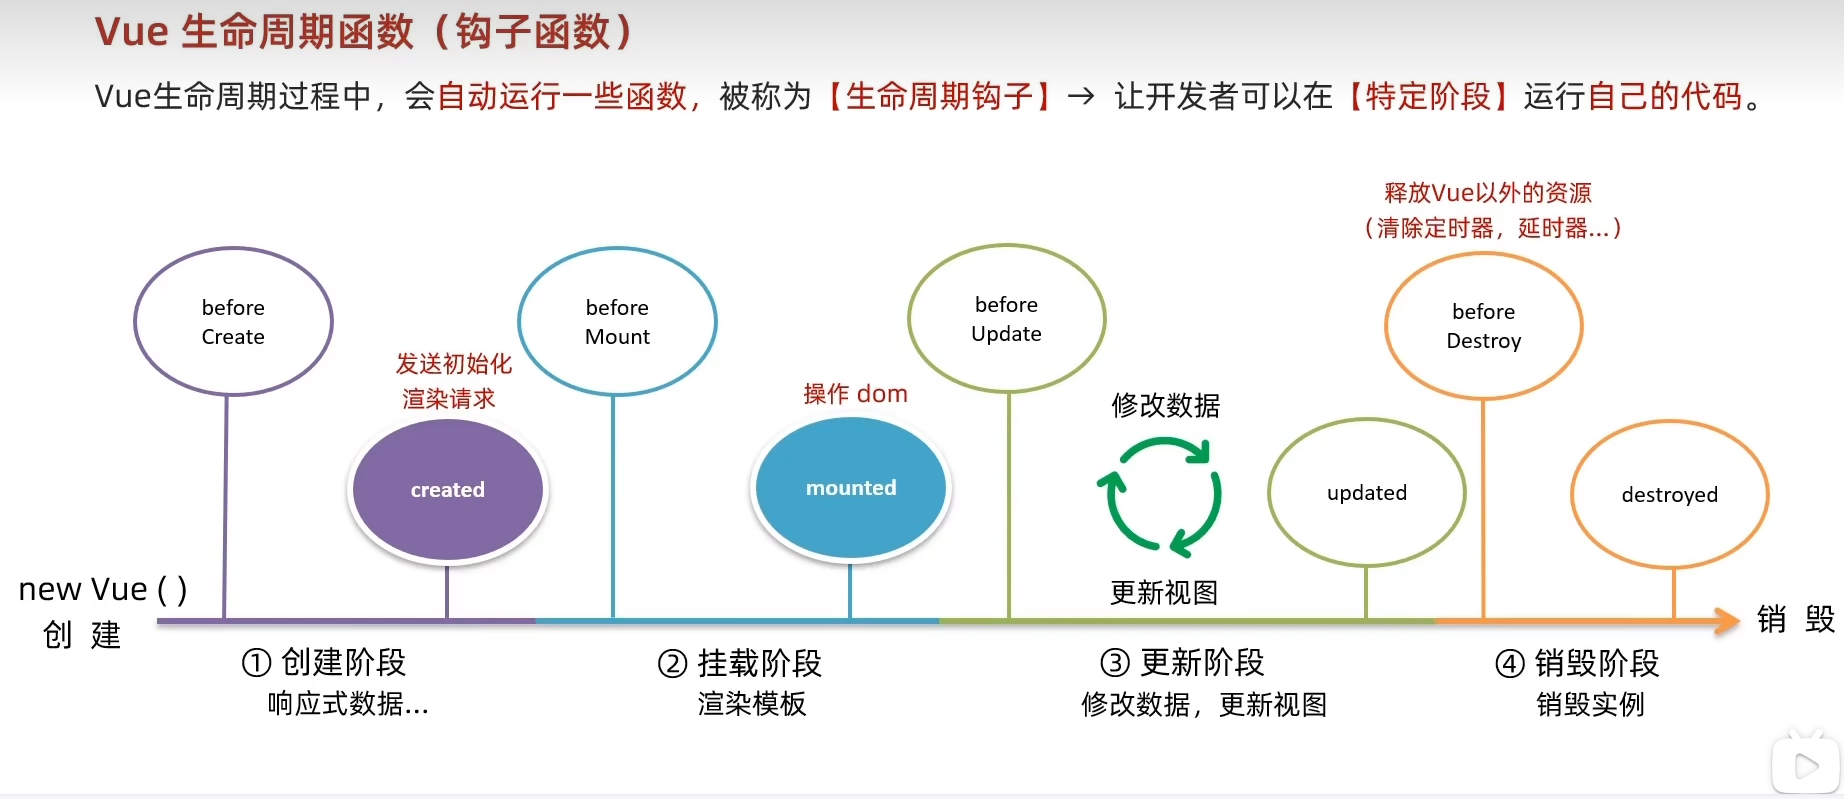 Vue 生命周期函数（钩子函数）
Vue生命周期过程中，会自动运行一些函数，被称为【生命周期钩子】→ 让开发者可以在【特定阶段】运行自己的代码。
释放Vue以外的资源
（清除定时器，延时器...）
before
Create
before
Mount
before
Update
before
Destroy
发送初始化
渲染请求
操作 dom
修改数据
created
mounted
updated
destroyed
更新视图
new Vue ( )
创 建
销 毁
① 创建阶段
响应式数据...
② 挂载阶段
渲染模板
③ 更新阶段
修改数据，更新视图
④ 销毁阶段
销毁实例